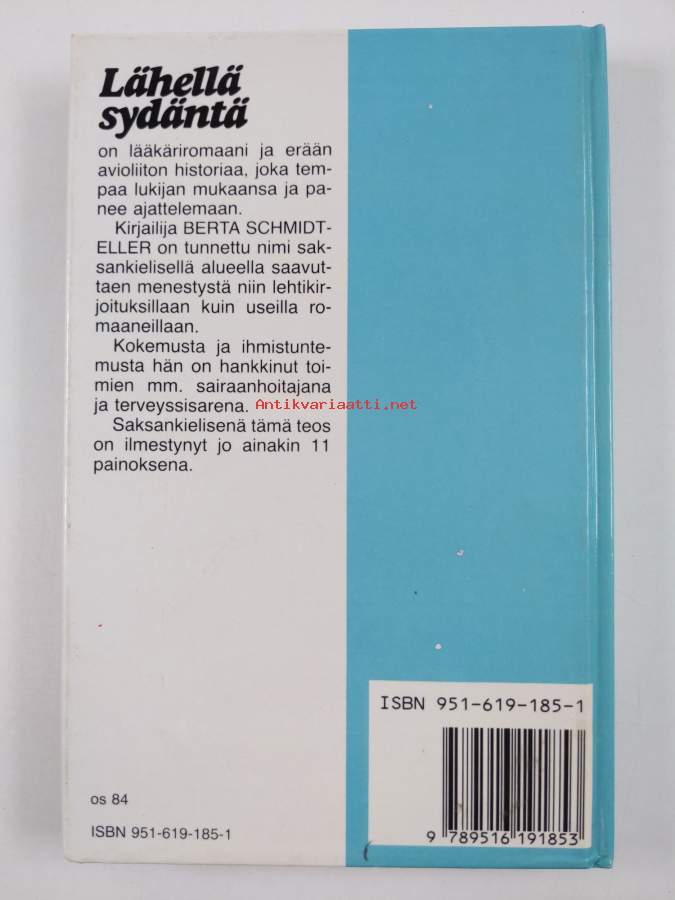 Lähellä
sydäntä
on lääkäriromaani ja erään
avioliiton historiaa, joka tem-
paa lukijan mukaansa ja pa-
nee ajattelemaan.
Kirjailija BERTA SCHMIDT-
ELLER on tunnettu nimi sak-
sankielisellä alueella saavut-
taen menestystä niin lehtikir-
joituksillaan kuin useilla ro-
maaneillaan.
Kokemusta ja ihmistunte-
musta hän on hankkinut toi-
mien mm. sairaanhoitajana
ja terveyssisarena.
Antikvariaatti.net
Saksankielisenä tämä teos
on ilmestynyt jo ainakin 11
painoksena.
os 84
ISBN 951-619-185-1
ISBN 951-619-185-1
9 789516 191853